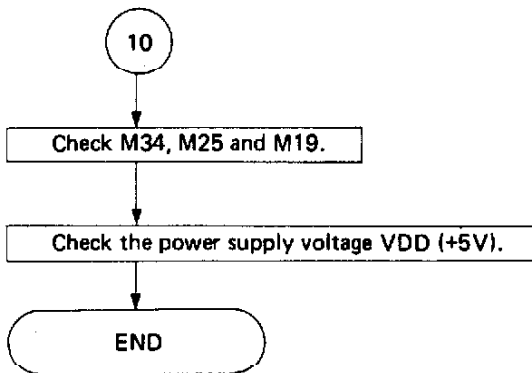 10
Check M34, M25 and M19.
Check the power supply voltage VDD (+5V).
END